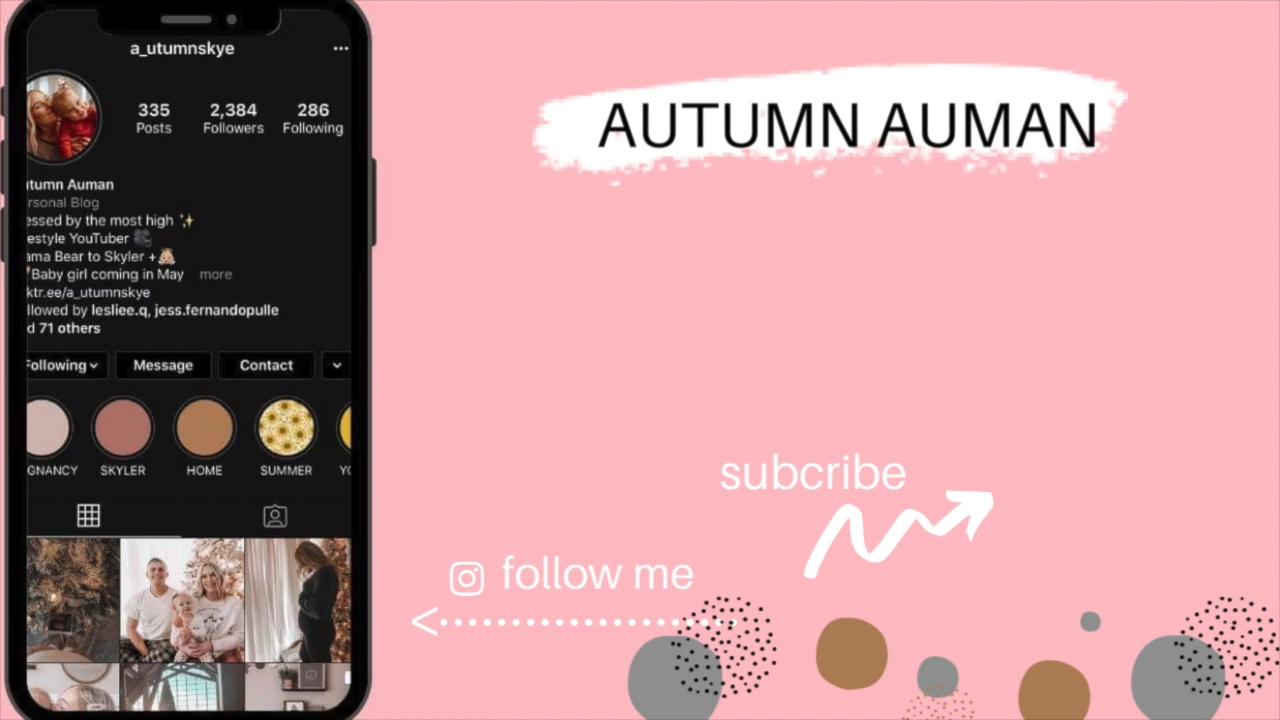 a_utumnskye
335 2,384 286
Posts Followers Following
utumn Auman
rsonal Blog
essed by the most high ✨
estyle YouTuber 🎥
ama Bear to Skyler +👶🏼
Baby girl coming in May more
ktr.ee/a_utumnskye
llowed by lesliee.q, jess.fernandopulle
d 71 others
Following Message Contact
GNANCY SKYLER HOME SUMMER YO
AUTUMN AUMAN
subcribe
follow me